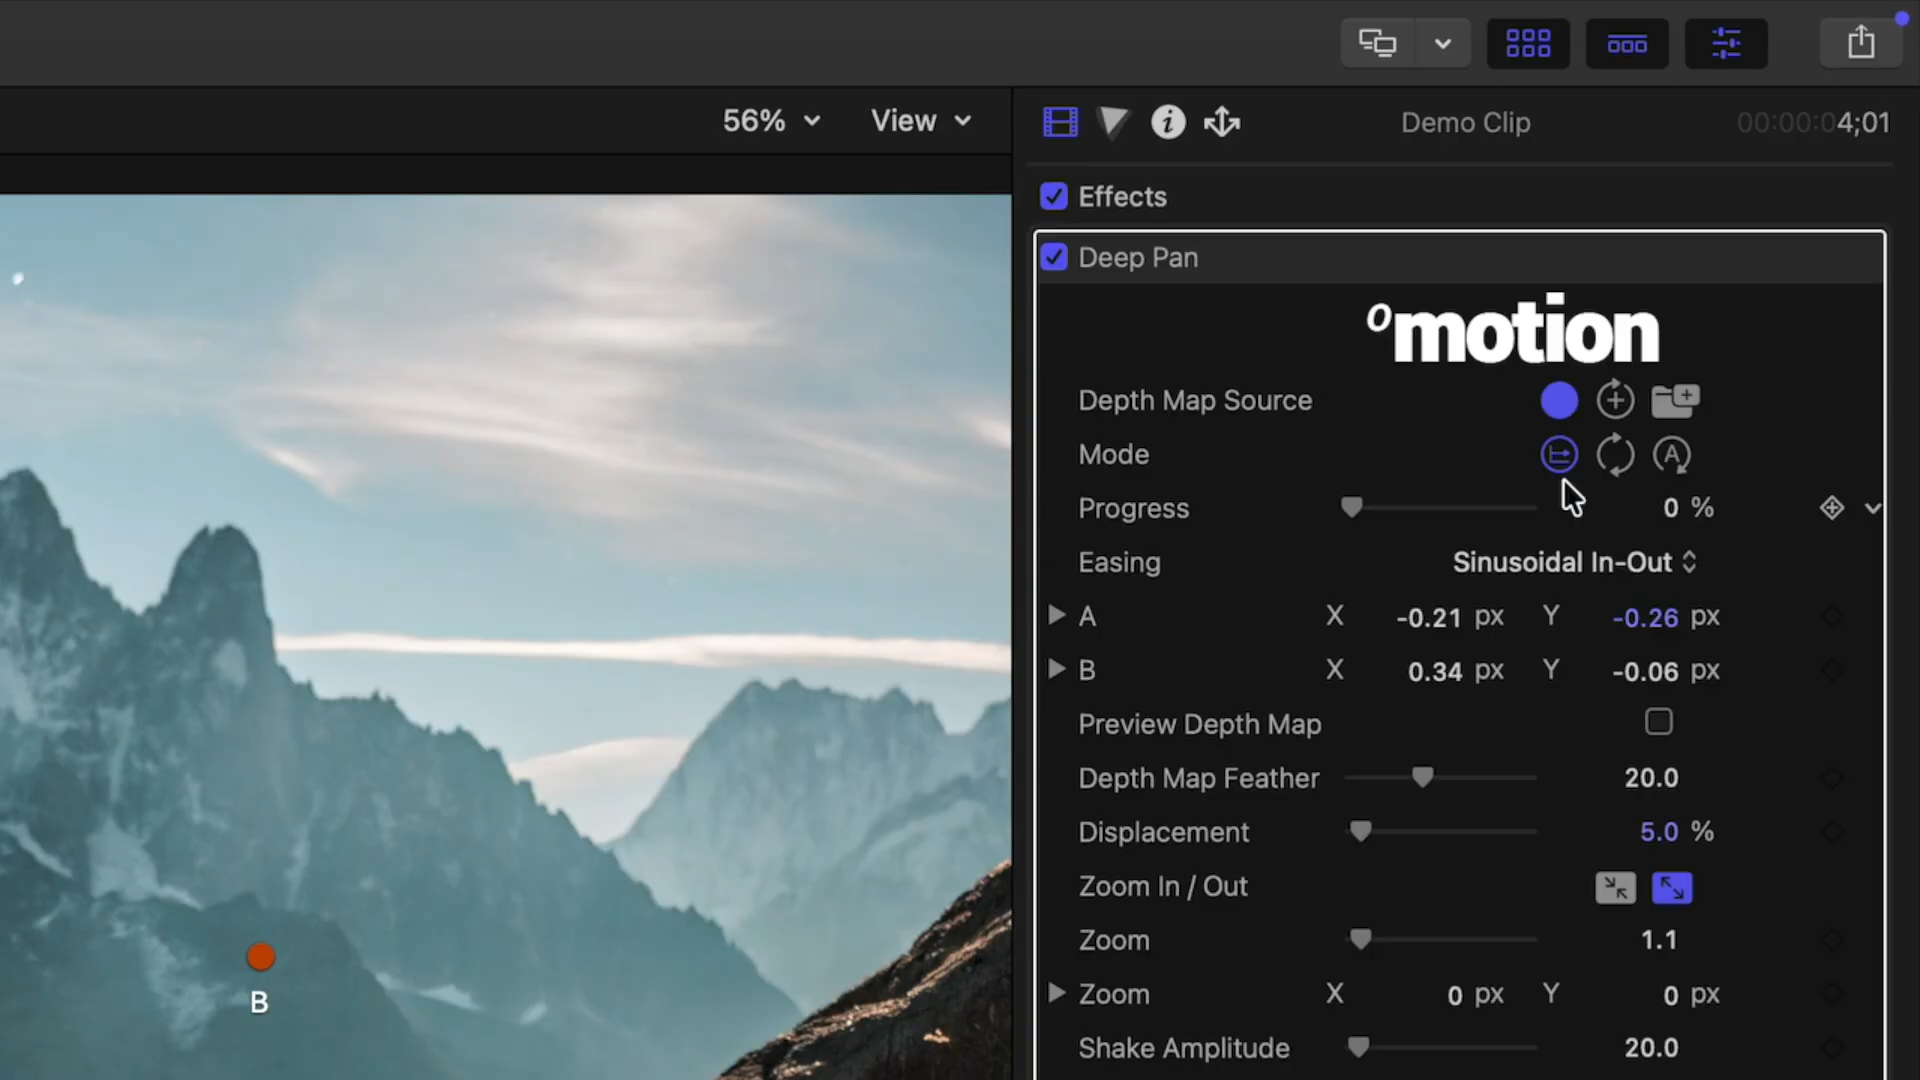 56% View Demo Clip 00:00:04;01
Effects
Deep Pan
omotion
Depth Map Source
Mode A
Progress 0 %
Easing Sinusoidal In-Out
A X -0.21 px Y -0.26 px
B X 0.34 px Y -0.06 px
Preview Depth Map
Depth Map Feather 20.0
Displacement 5.0 %
Zoom In / Out
Zoom 1.1
Zoom X 0 px Y 0 px
Shake Amplitude 20.0
B